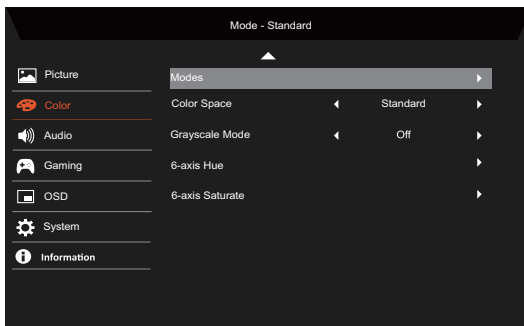 Mode - Standard
Picture
Color
Audio
Gaming
OSD
System
Information
Modes
Color Space Standard
Grayscale Mode Off
6-axis Hue
6-axis Saturate